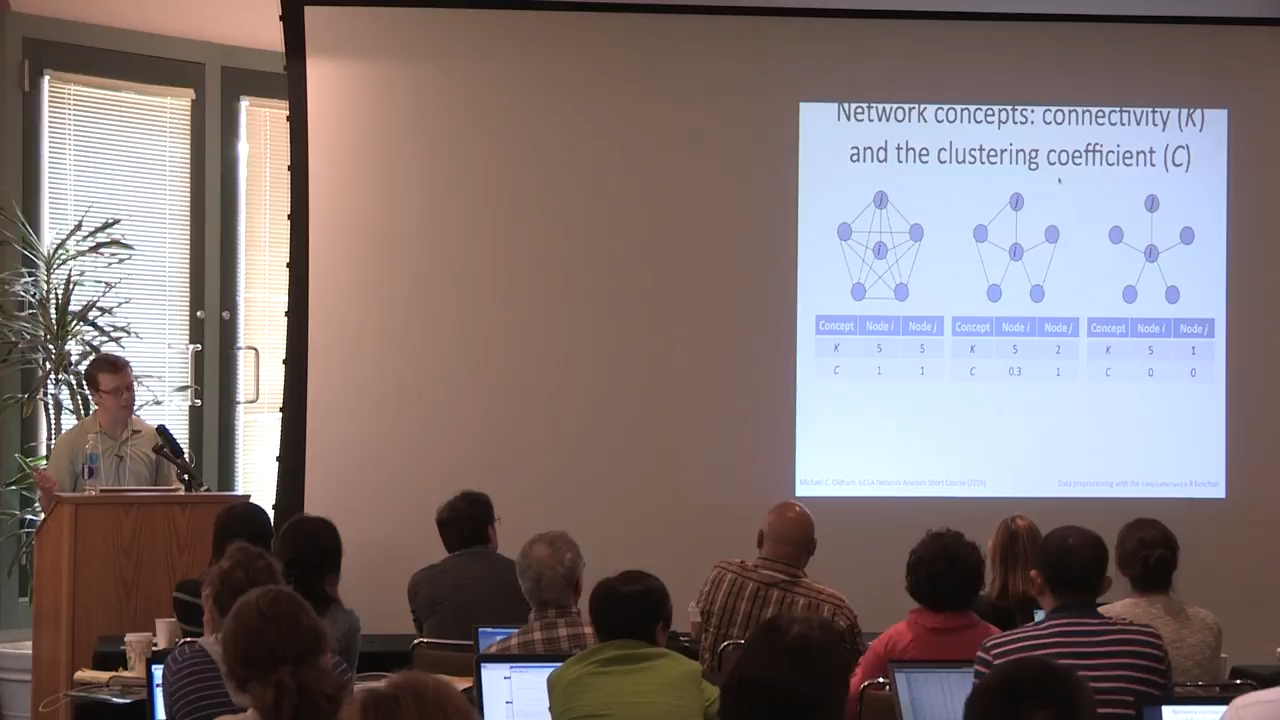 Network concepts: connectivity (K)
and the clustering coefficient (C)
j
i
j
i
j
i
Concept Node i Node j
K 5 5
C 1 1
Concept Node i Node j
K 5 2
C 0.3 1
Concept Node i Node j
K 5 1
C 0 0
Michael C. Oldham, UCLA Network Analysis Short Course (2015)
Data preprocessing with the SampleNetwork R function